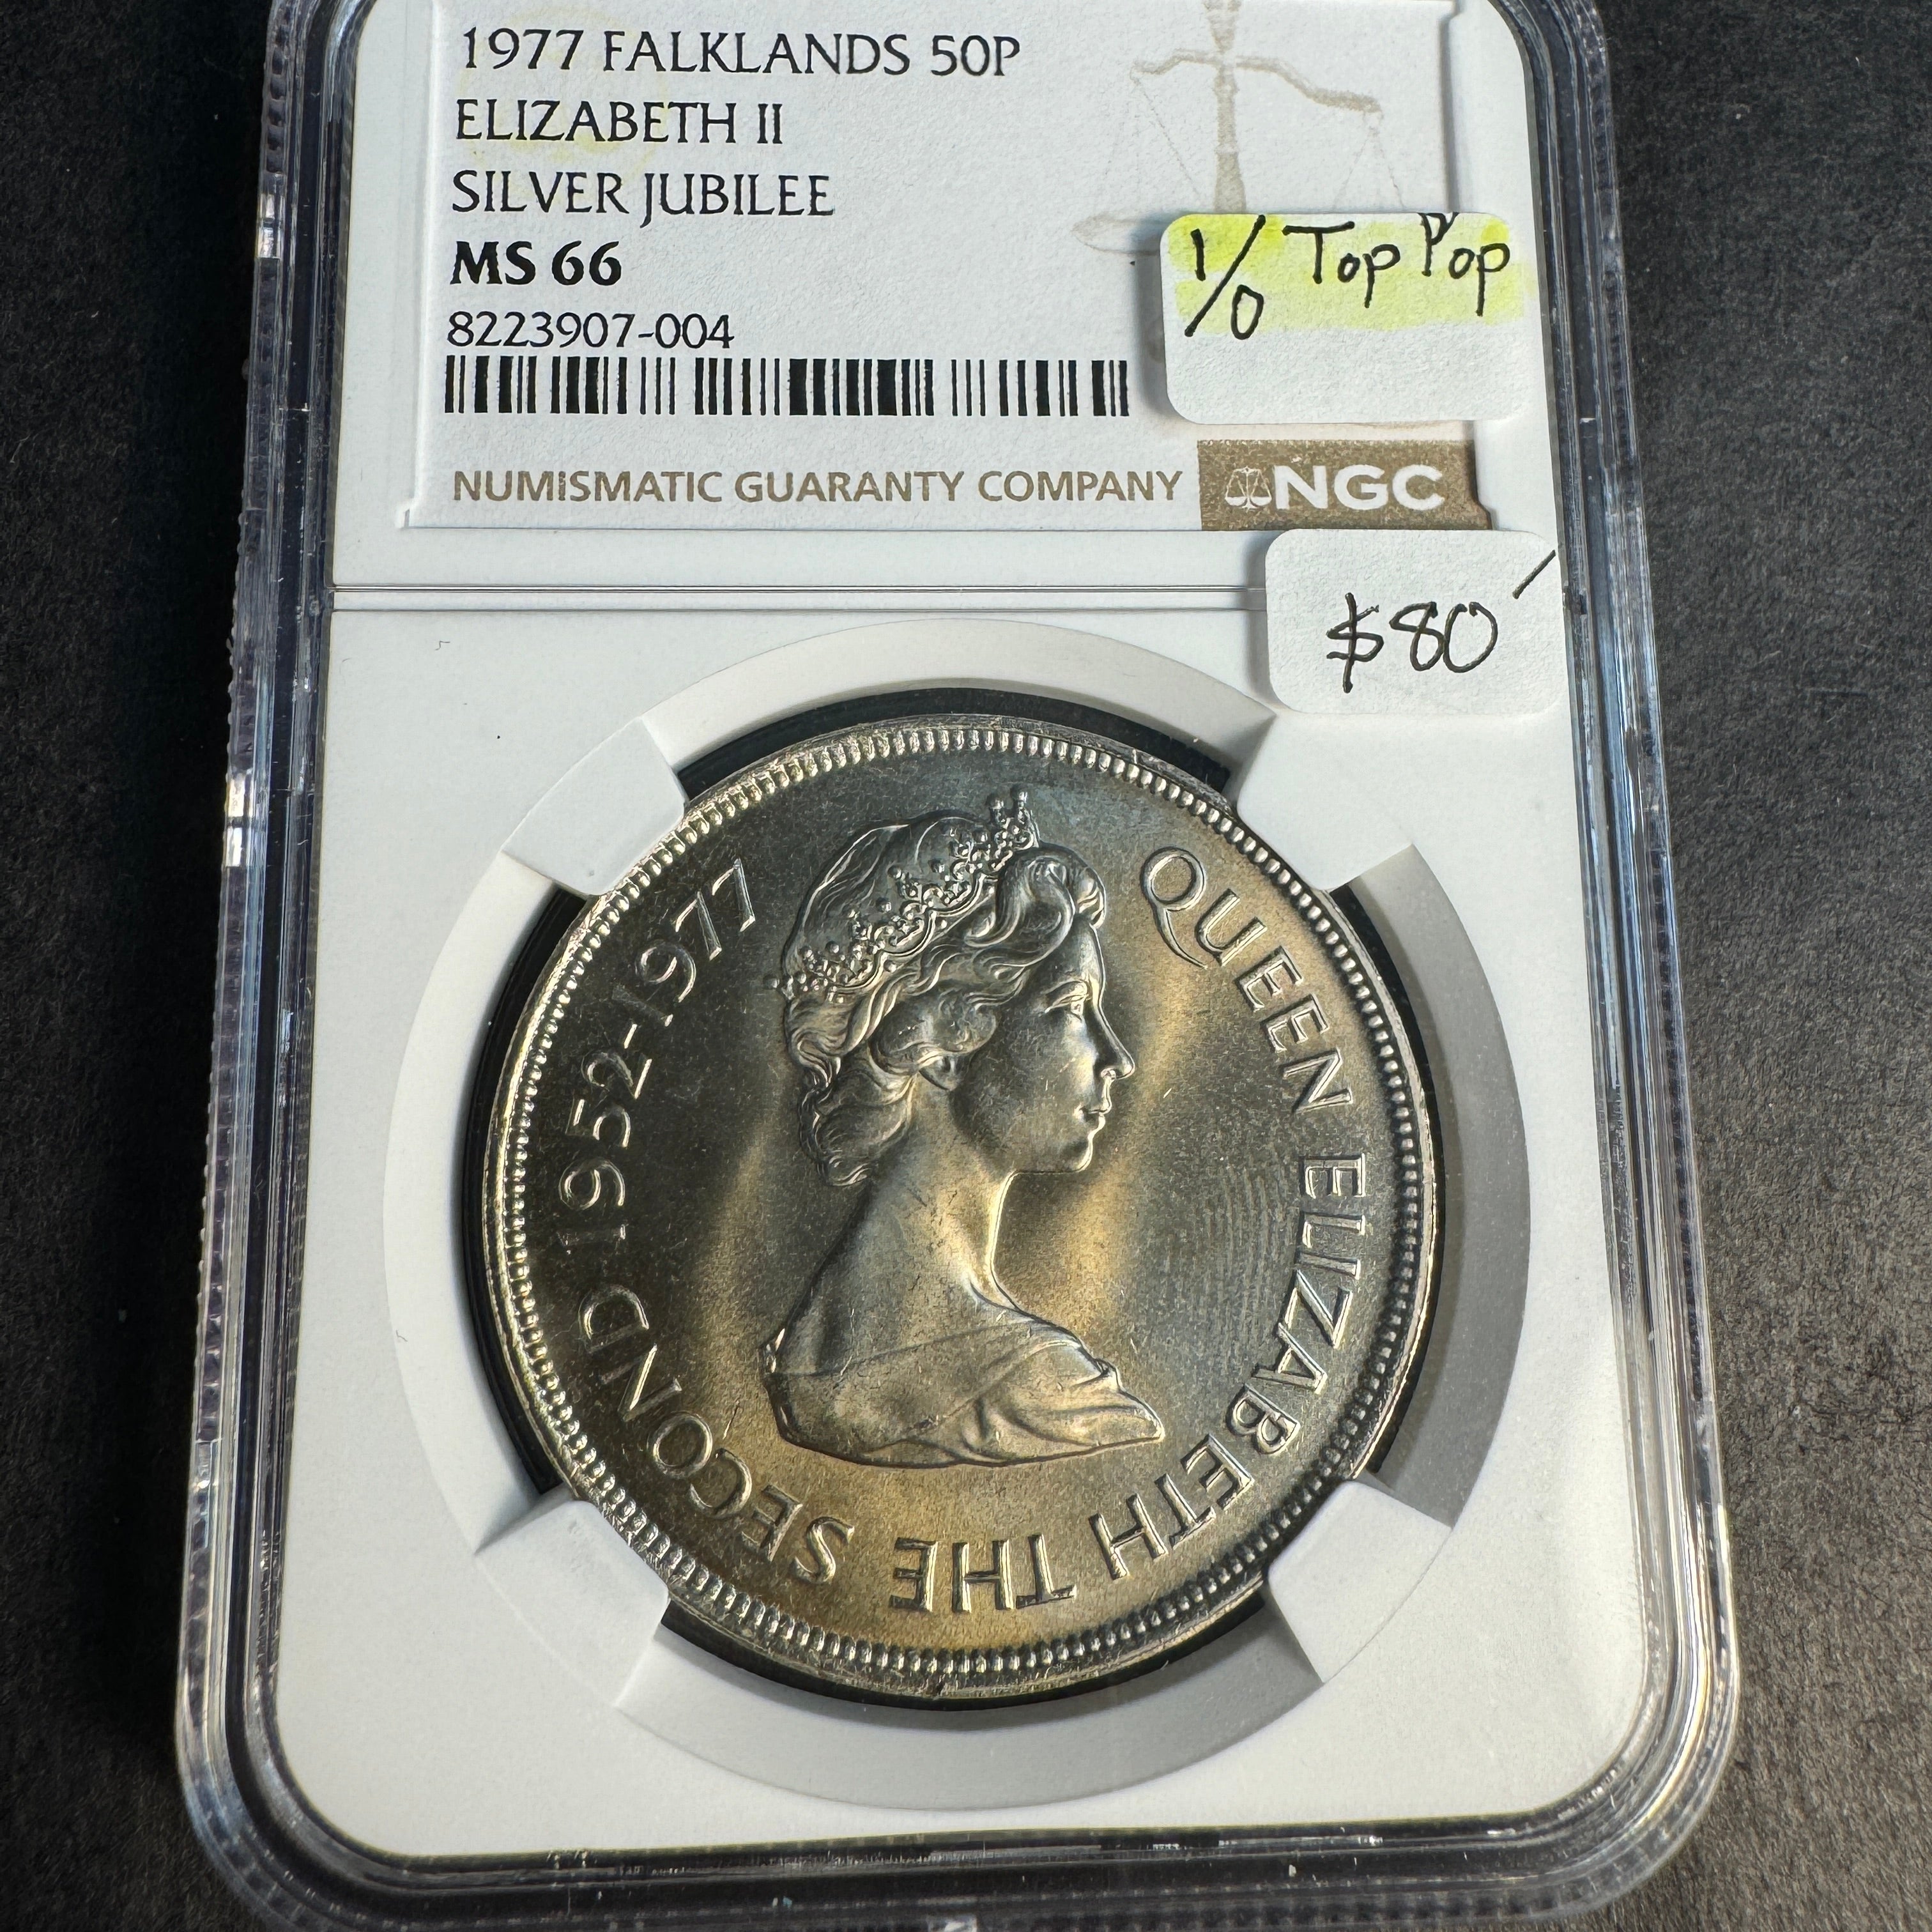 1977 FALKLANDS 50P
ELIZABETH II
SILVER JUBILEE
MS 66
8223907-004
1/0 Top Pop
NUMISMATIC GUARANTY COMPANY NGC
$80
QUEEN ELIZABETH THE SECOND 1952-1977